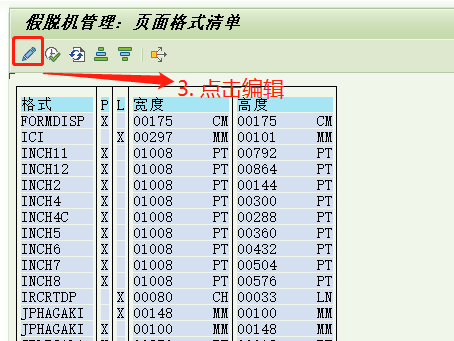 假脱机管理：页面格式清单
3. 点击编辑
格式 P L 宽度 高度
FORMDISP X 00175 CM 00175 CM
ICI X 00297 MM 00101 MM
INCH11 X 01008 PT 00792 PT
INCH12 X 01008 PT 00864 PT
INCH2 X 01008 PT 00144 PT
INCH4 X 01008 PT 00300 PT
INCH4C X 01008 PT 00288 PT
INCH5 X 01008 PT 00360 PT
INCH6 X 01008 PT 00432 PT
INCH7 X 01008 PT 00504 PT
INCH8 X 01008 PT 00576 PT
IRCRTDP X 00080 CH 00033 LN
JPHAGAKI X 00148 MM 00100 MM
JPHAGAKI X 00100 MM 00148 MM